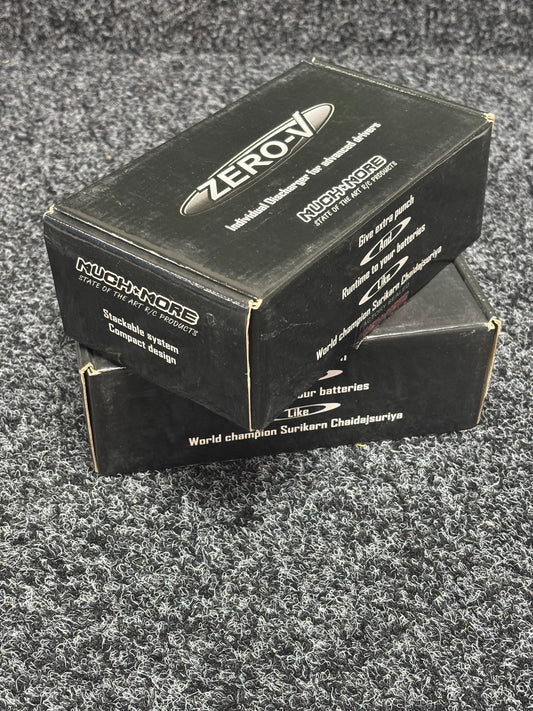 ZERO-V
Individual Discharger for advanced drivers
MUCH-MORE
STATE OF THE ART R/C PRODUCTS
MUCH-MORE
STATE OF THE ART R/C PRODUCTS
Stackable system
Compact design
Give extra punch
And
Runtime to your batteries
Like
World champion Surikarn Chaidajsuriya
your batteries
Like
World champion Surikarn Chaidajsuriya